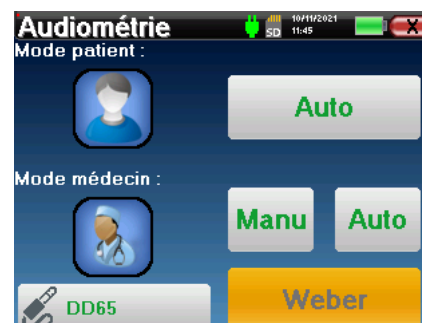 Audiométrie
SD
10/11/2021
11:45
X
Mode patient :
Auto
Mode médecin :
Manu
Auto
DD65
Weber